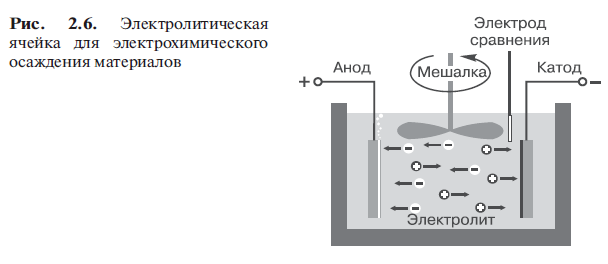 Рис. 2.6. Электролитическая
ячейка для электрохимического
осаждения материалов
Электрод
сравнения
Анод
Мешалка
Катод
+
−
Электролит